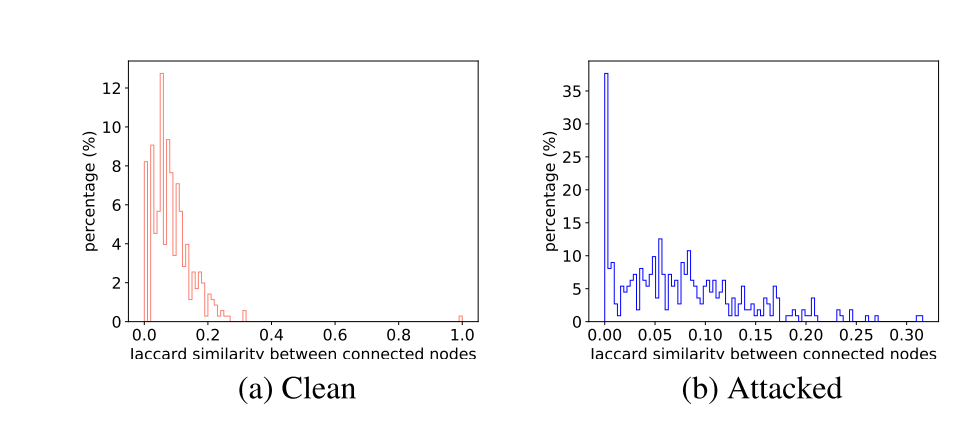 12
10
8
6
4
2
0
percentage (%)
0.0 0.2 0.4 0.6 0.8 1.0
Jaccard similarity between connected nodes
(a) Clean
35
30
25
20
15
10
5
0
percentage (%)
0.00 0.05 0.10 0.15 0.20 0.25 0.30
Jaccard similarity between connected nodes
(b) Attacked